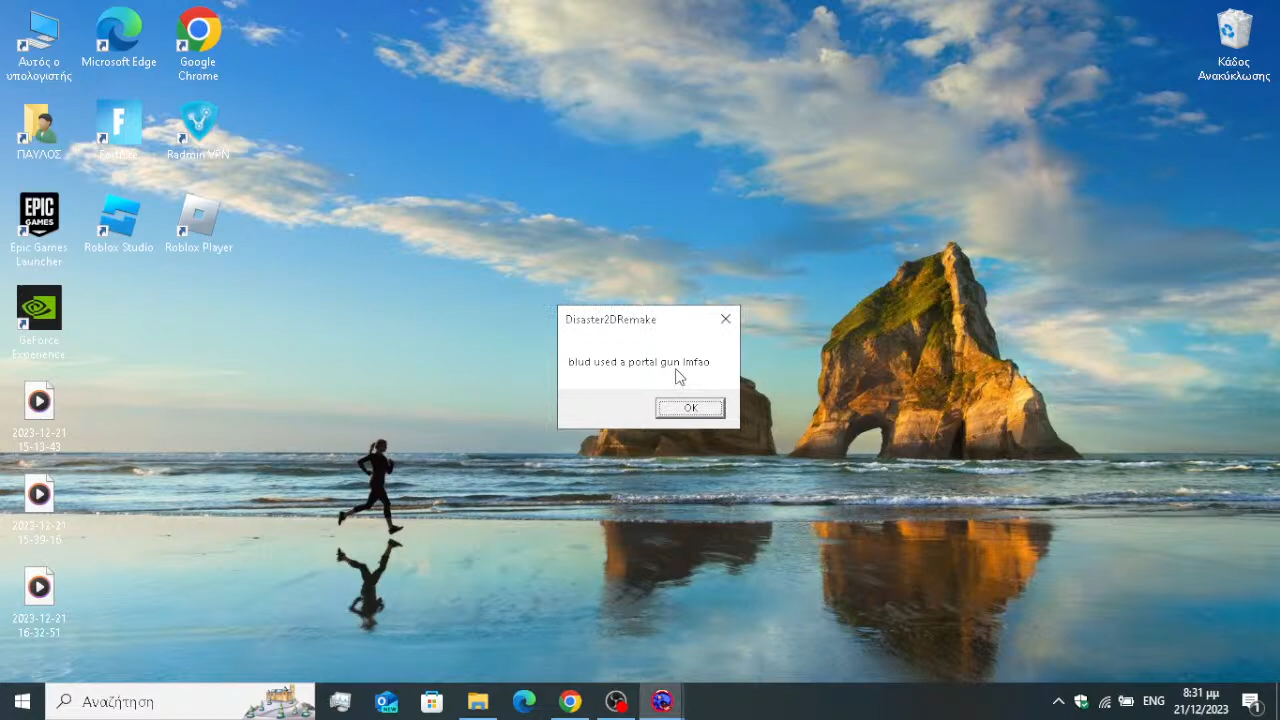 Αυτός ο
υπολογιστής
Microsoft Edge
Google
Chrome
Κάδος
Ανακύκλωσης
ΠΑΥΛΟΣ
F
Fortnite
Radmin VPN
EPIC
GAMES
Epic Games
Launcher
Roblox Studio
Roblox Player
GeForce
Experience
2023-12-21
15-13-43
2023-12-21
15-39-16
2023-12-21
16-32-51
Disaster2DRemake
blud used a portal gun lmfao
OK
Αναζήτηση
NEW
ENG
8:31 μμ
21/12/2023
1